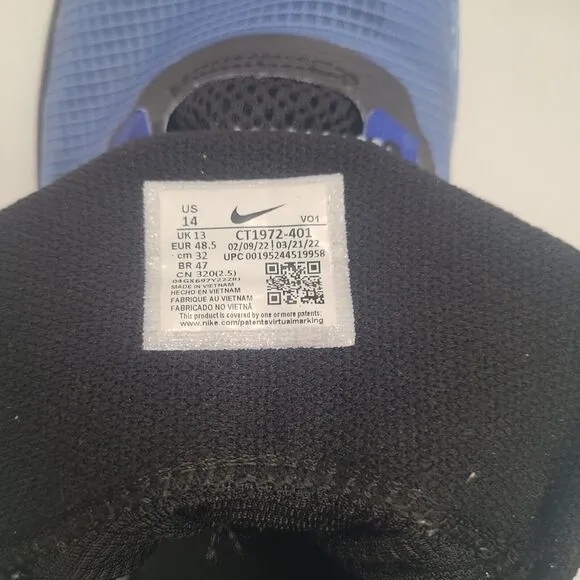 US
14
VO1
UK 13
CT1972-401
EUR 48.5
02/09/22 | 03/21/22
cm 32
UPC 00195244519958
BR 47
CN 320(2.5)
MADE IN VIETNAM
HECHO EN VIETNAM
FABRIQUE AU VIETNAM
FABRICADO NO VIETNÃ
This product is covered by one or more patents:
www.nike.com/patentsvirtualmarking